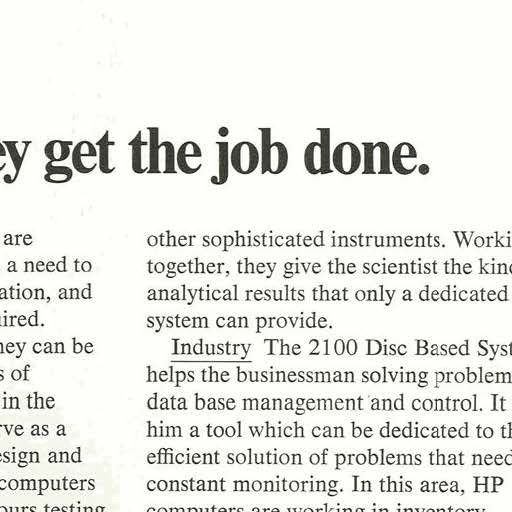 ey get the job done.
are
a need to
ation, and
ired.
ney can be
s of
in the
rve as a
esign and
computers
ours testing
other sophisticated instruments. Worki
together, they give the scientist the kind
analytical results that only a dedicated
system can provide.
Industry The 2100 Disc Based Syst
helps the businessman solving problem
data base management and control. It
him a tool which can be dedicated to th
efficient solution of problems that need
constant monitoring. In this area, HP
computers are working in inventory